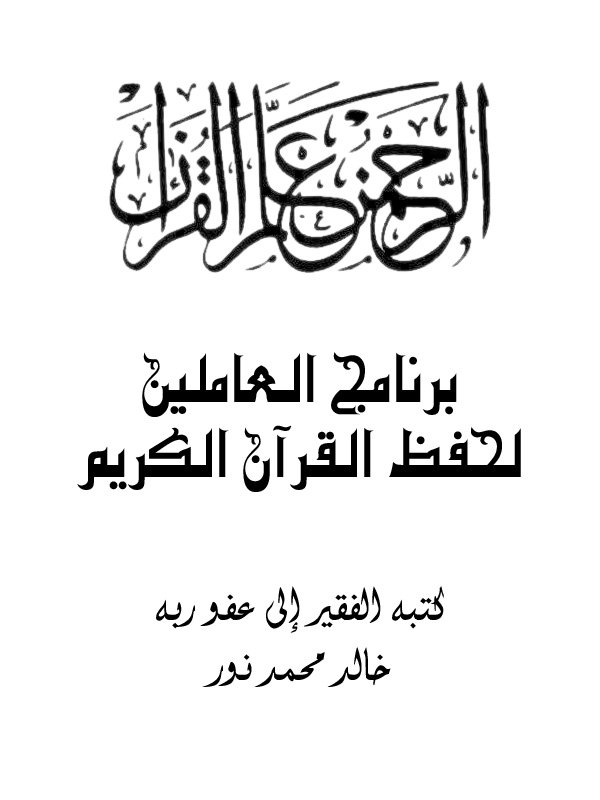 الرحمن علم القرآن
برنامج العاملين
لحفظ القرآن الكريم
كتبه الفقير إلى عفو ربه
خالد محمد نور